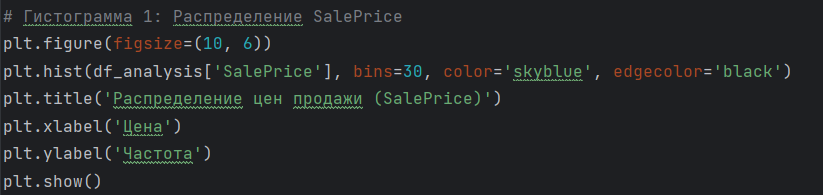 # Гистограмма 1: Распределение SalePrice
plt.figure(figsize=(10, 6))
plt.hist(df_analysis['SalePrice'], bins=30, color='skyblue', edgecolor='black')
plt.title('Распределение цен продажи (SalePrice)')
plt.xlabel('Цена')
plt.ylabel('Частота')
plt.show()